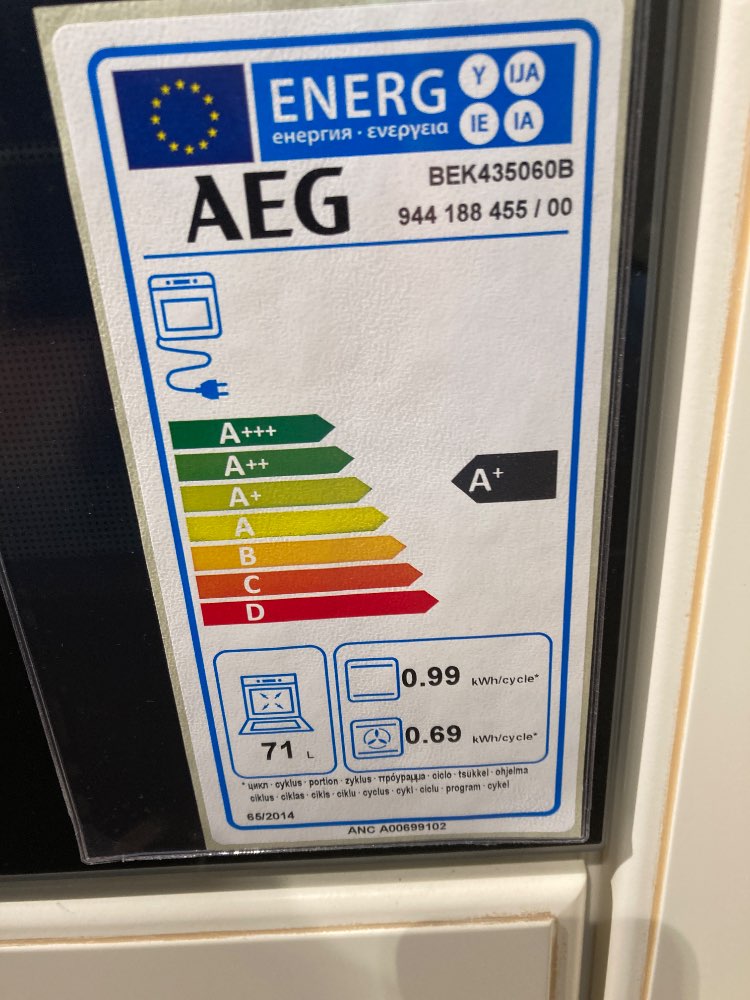 ENERG Y IJA
енергия · ενεργεια IE IA
AEG
BEK435060B
944 188 455 / 00
A+++
A++
A+
A
B
C
D
A+
71 L
0.99 kWh/cycle*
0.69 kWh/cycle*
* цикл · cyklus · portion · zyklus · πρόγραμμα · ciclo · tsükkel · ohjelma
ciklus · ciklas · cikls · ciklu · cyclus · cykl · ciclu · program · cykel
65/2014
ANC A00699102